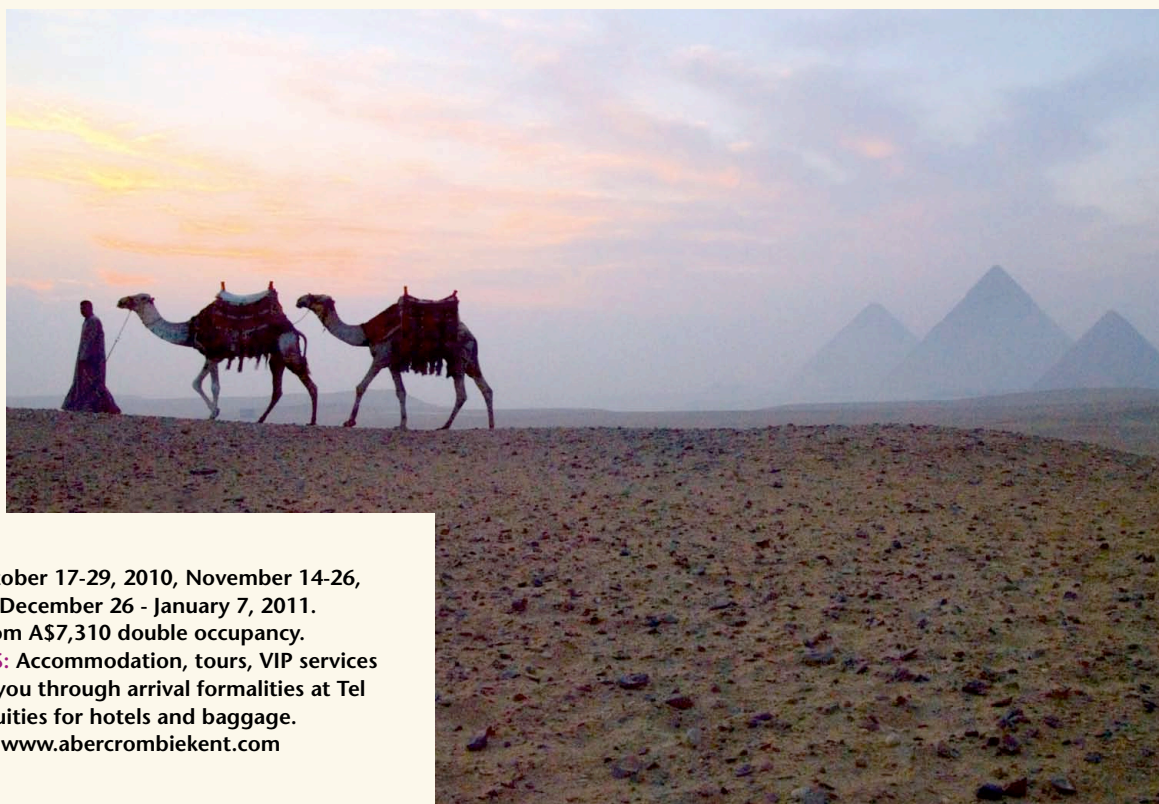 ober 17-29, 2010, November 14-26,
December 26 - January 7, 2011.
om A$7,310 double occupancy.
S: Accommodation, tours, VIP services
you through arrival formalities at Tel
uities for hotels and baggage.
www.abercrombiekent.com